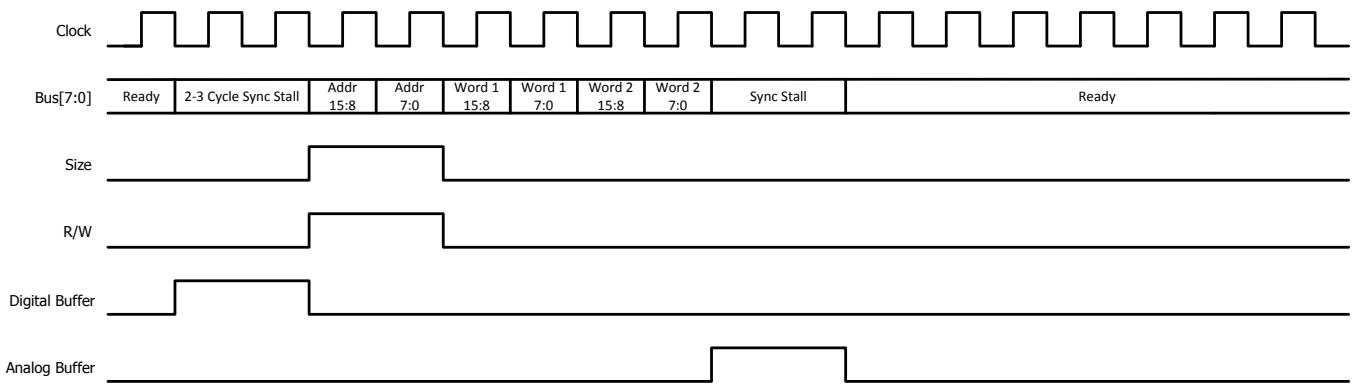 Clock
Bus[7:0]
Ready
2-3 Cycle Sync Stall
Addr
15:8
Addr
7:0
Word 1
15:8
Word 1
7:0
Word 2
15:8
Word 2
7:0
Sync Stall
Ready
Size
R/W
Digital Buffer
Analog Buffer